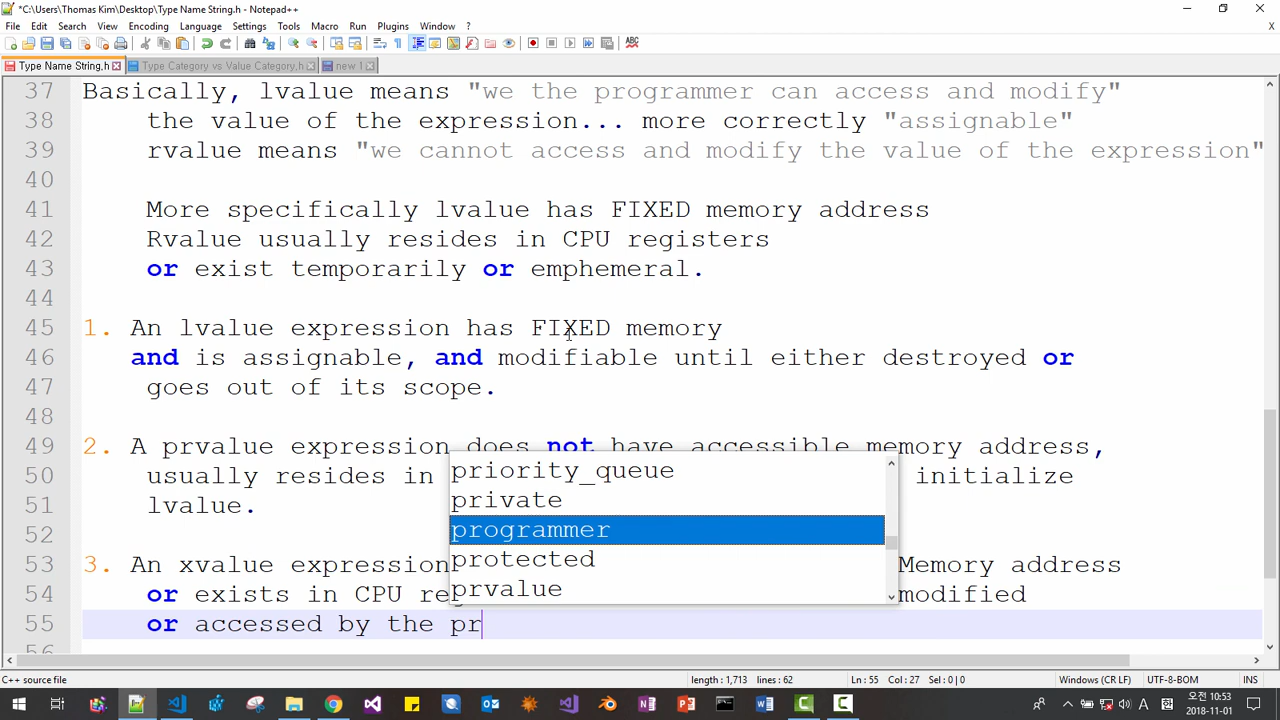 *C:\Users\Thomas Kim\Desktop\Type Name String.h - Notepad++
File Edit Search View Encoding Language Settings Tools Macro Run Plugins Window ?
Type Name String.h Type Category vs Value Category.h new 1
37 Basically, lvalue means "we the programmer can access and modify"
38 the value of the expression... more correctly "assignable"
39 rvalue means "we cannot access and modify the value of the expression"
40
41 More specifically lvalue has FIXED memory address
42 Rvalue usually resides in CPU registers
43 or exist temporarily or emphemeral.
44
45 1. An lvalue expression has FIXED memory
46 and is assignable, and modifiable until either destroyed or
47 goes out of its scope.
48
49 2. A prvalue expression does not have accessible memory address,
50 usually resides in initialize
51 lvalue.
52
53 3. An xvalue expression Memory address
54 or exists in CPU reg modified
55 or accessed by the pr
56
priority_queue
private
programmer
protected
prvalue
C++ source file length : 1,713 lines : 62 Ln : 55 Col : 27 Sel : 0 | 0 Windows (CR LF) UTF-8-BOM INS
오전 10:53
2018-11-01